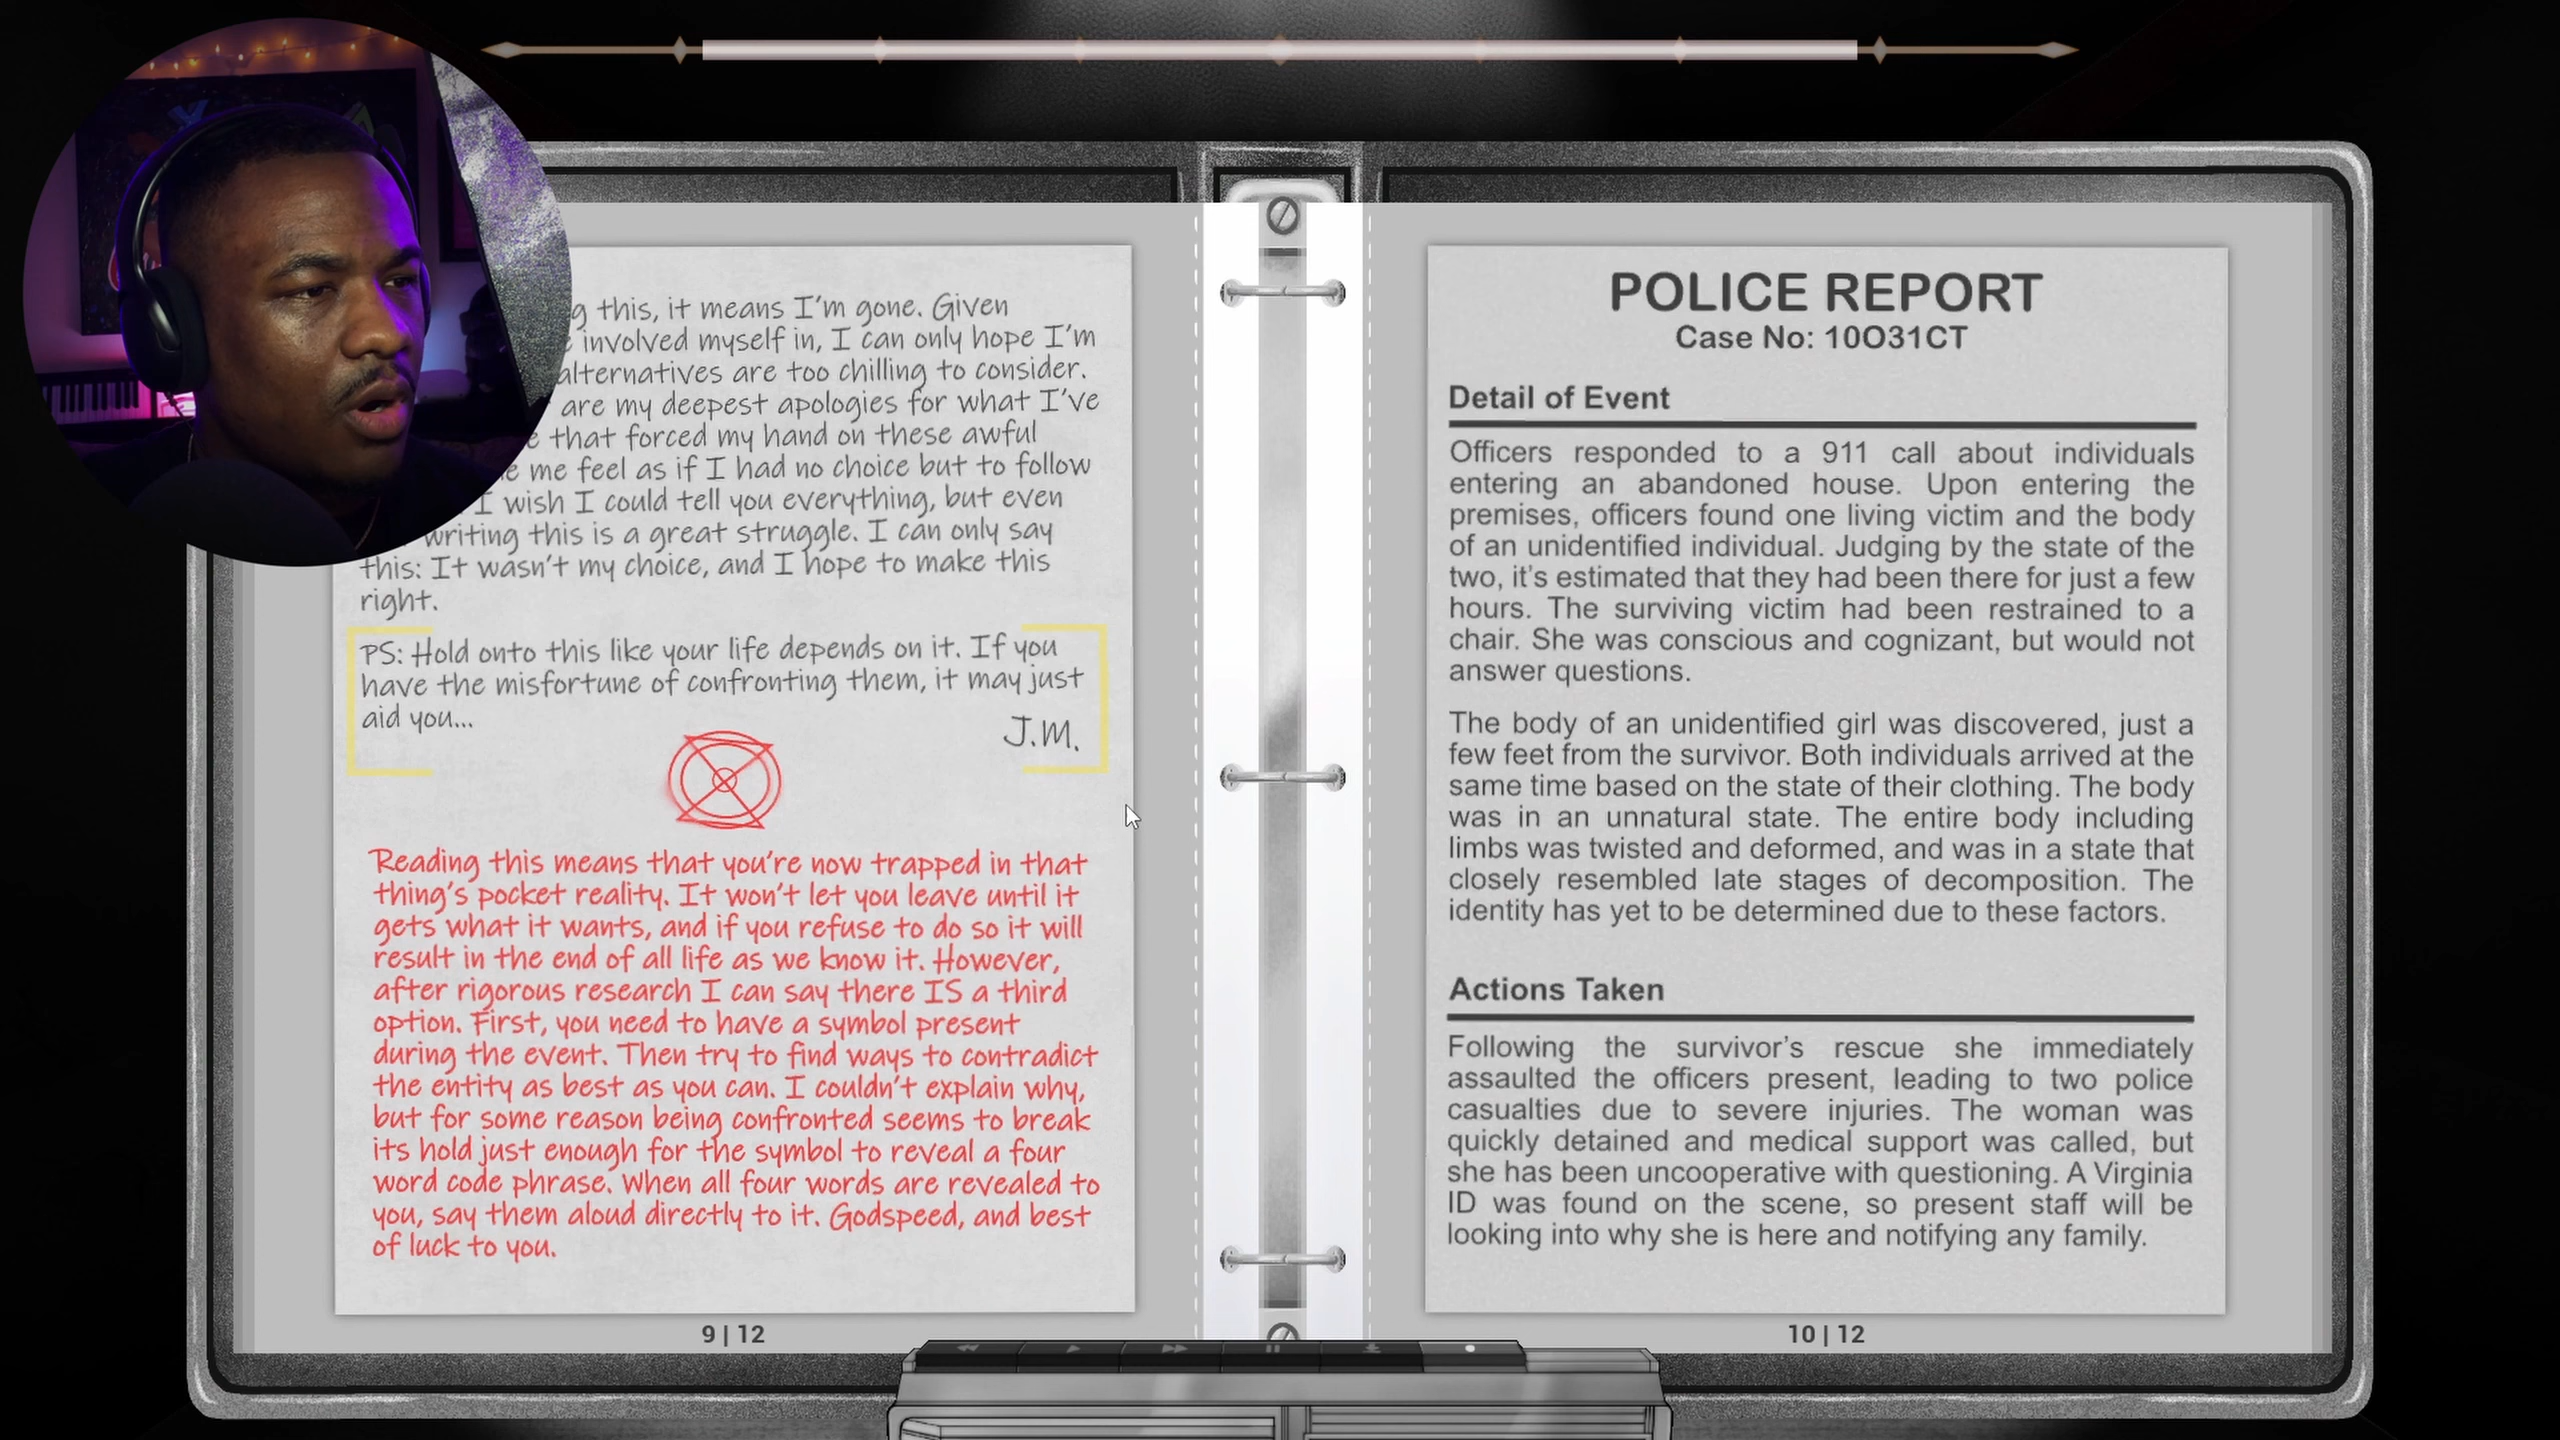 this, it means I'm gone. Given
involved myself in, I can only hope I'm
alternatives are too chilling to consider.
are my deepest apologies for what I've
that forced my hand on these awful
me feel as if I had no choice but to follow
I wish I could tell you everything, but even
writing this is a great struggle. I can only say
this: It wasn't my choice, and I hope to make this
right.
PS: Hold onto this like your life depends on it. If you
have the misfortune of confronting them, it may just
aid you...
J.M.
Reading this means that you're now trapped in that
thing's pocket reality. It won't let you leave until it
gets what it wants, and if you refuse to do so it will
result in the end of all life as we know it. However,
after rigorous research I can say there IS a third
option. First, you need to have a symbol present
during the event. Then try to find ways to contradict
the entity as best as you can. I couldn't explain why,
but for some reason being confronted seems to break
its hold just enough for the symbol to reveal a four
word code phrase. When all four words are revealed to
you, say them aloud directly to it. Godspeed, and best
of luck to you.
9 | 12
POLICE REPORT
Case No: 10O31CT
Detail of Event
Officers responded to a 911 call about individuals
entering an abandoned house. Upon entering the
premises, officers found one living victim and the body
of an unidentified individual. Judging by the state of the
two, it's estimated that they had been there for just a few
hours. The surviving victim had been restrained to a
chair. She was conscious and cognizant, but would not
answer questions.
The body of an unidentified girl was discovered, just a
few feet from the survivor. Both individuals arrived at the
same time based on the state of their clothing. The body
was in an unnatural state. The entire body including
limbs was twisted and deformed, and was in a state that
closely resembled late stages of decomposition. The
identity has yet to be determined due to these factors.
Actions Taken
Following the survivor's rescue she immediately
assaulted the officers present, leading to two police
casualties due to severe injuries. The woman was
quickly detained and medical support was called, but
she has been uncooperative with questioning. A Virginia
ID was found on the scene, so present staff will be
looking into why she is here and notifying any family.
10 | 12